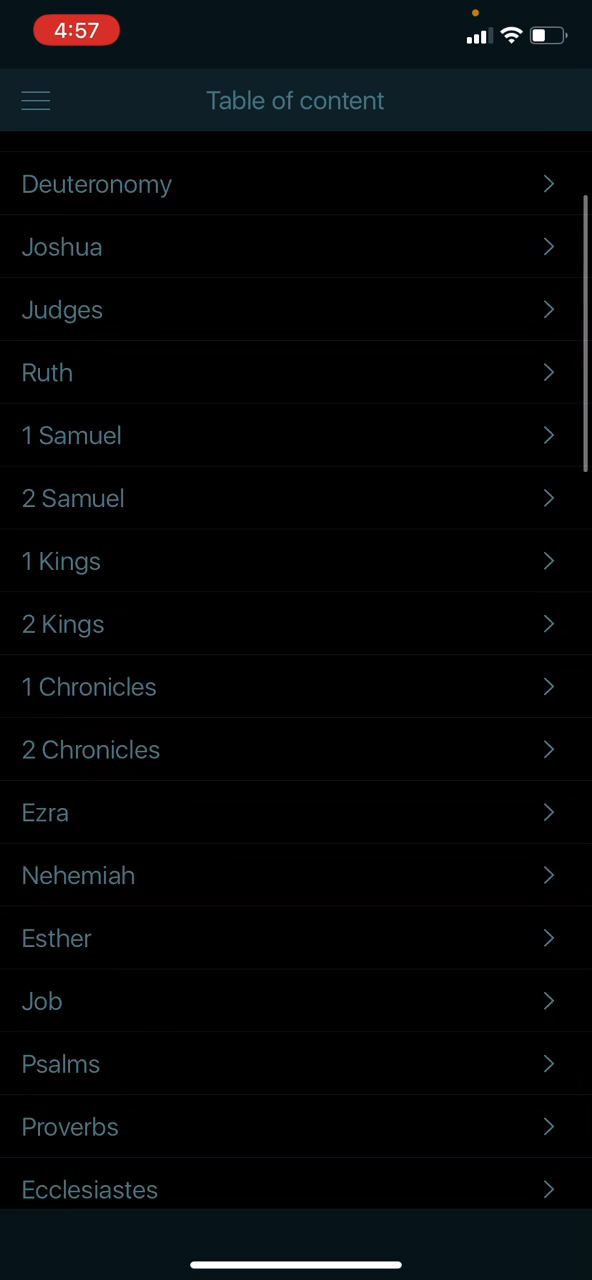 4:57
Table of content
Deuteronomy
Joshua
Judges
Ruth
1 Samuel
2 Samuel
1 Kings
2 Kings
1 Chronicles
2 Chronicles
Ezra
Nehemiah
Esther
Job
Psalms
Proverbs
Ecclesiastes